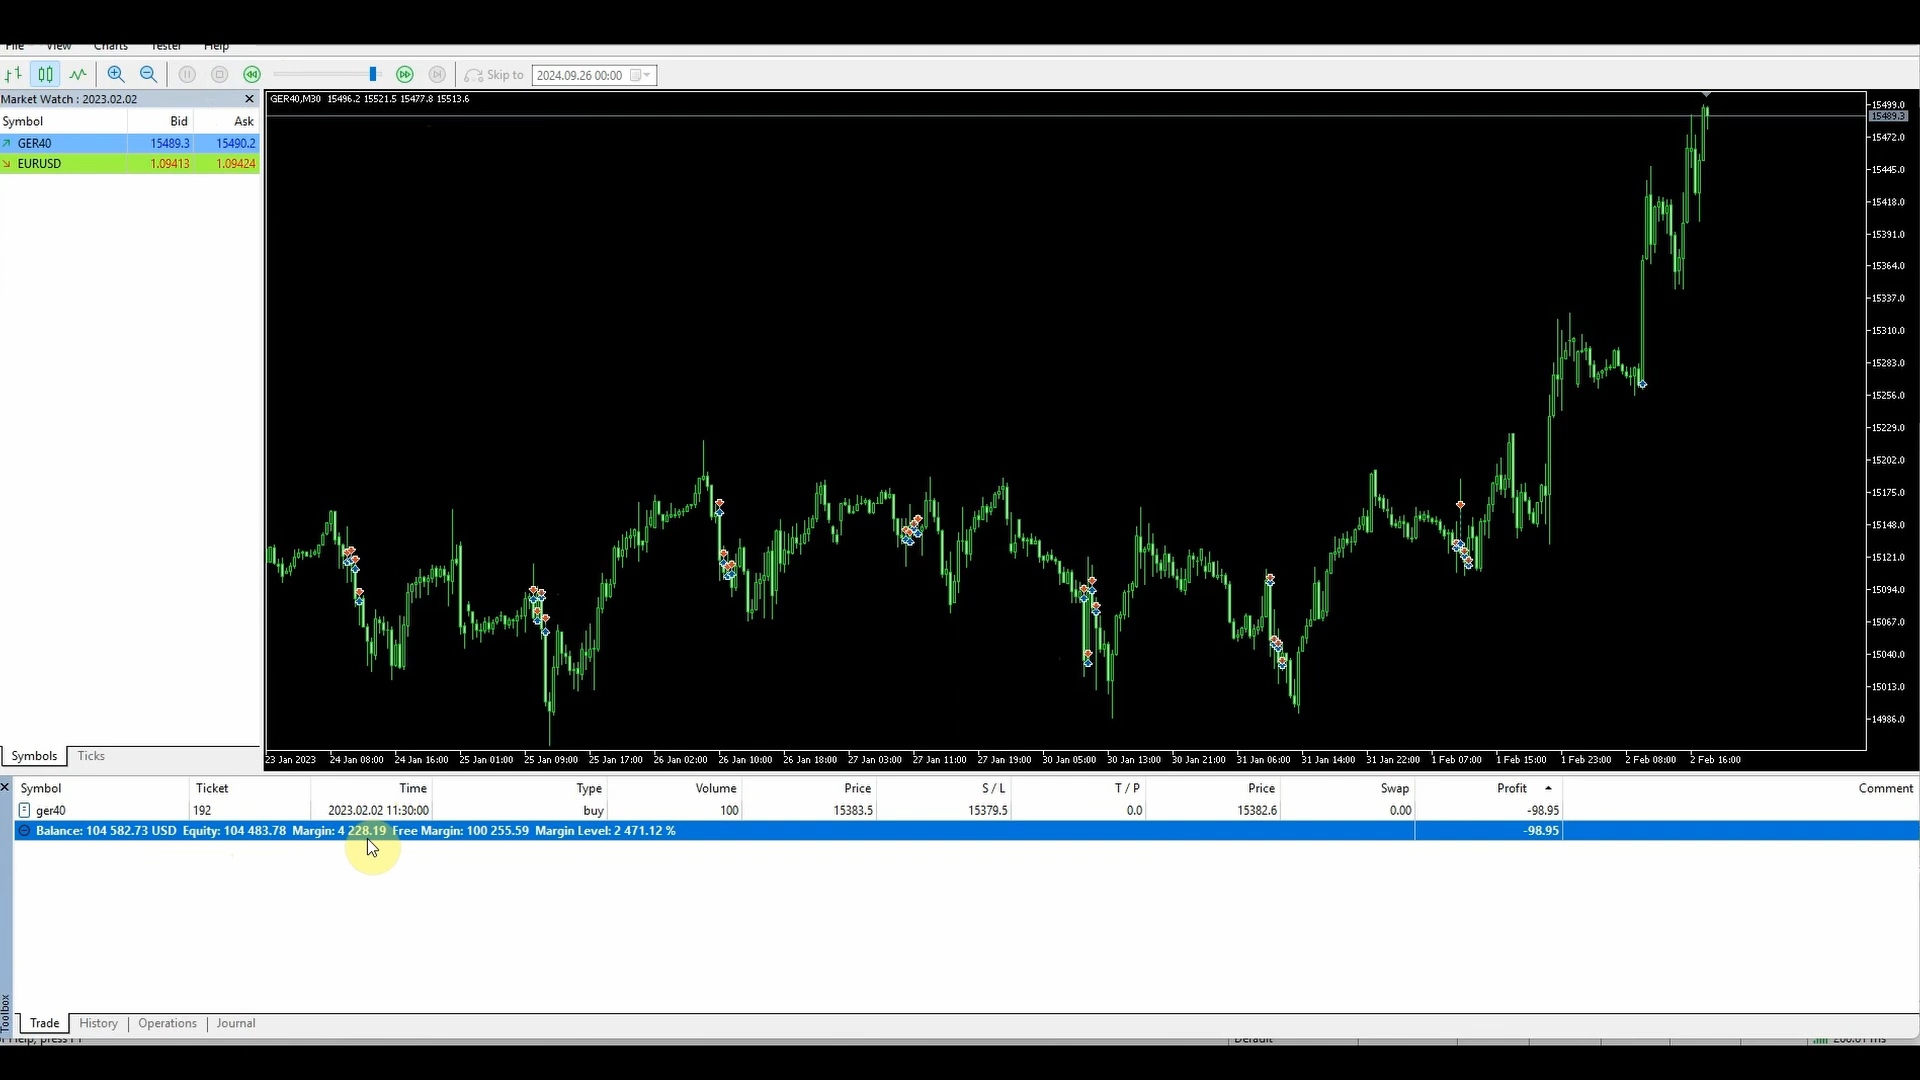 File View Charts Tester Help
Skip to 2024.09.26 00:00
Market Watch : 2023.02.02
Symbol Bid Ask
GER40 15489.3 15490.2
EURUSD 1.09413 1.09424
Symbols Ticks
GER40,M30 15496.2 15521.5 15477.8 15513.6
15499.0
15489.3
15472.0
15445.0
15418.0
15391.0
15364.0
15337.0
15310.0
15283.0
15256.0
15229.0
15202.0
15175.0
15148.0
15121.0
15094.0
15067.0
15040.0
15013.0
14986.0
23 Jan 2023 24 Jan 08:00 24 Jan 16:00 25 Jan 01:00 25 Jan 09:00 25 Jan 17:00 26 Jan 02:00 26 Jan 10:00 26 Jan 18:00 27 Jan 03:00 27 Jan 11:00 27 Jan 19:00 30 Jan 05:00 30 Jan 13:00 30 Jan 21:00 31 Jan 06:00 31 Jan 14:00 31 Jan 22:00 1 Feb 07:00 1 Feb 15:00 1 Feb 23:00 2 Feb 08:00 2 Feb 16:00
Symbol Ticket Time Type Volume Price S / L T / P Price Swap Profit Comment
ger40 192 2023.02.02 11:30:00 buy 100 15383.5 15379.5 0.0 15382.6 0.00 -98.95
Balance: 104 582.73 USD Equity: 104 483.78 Margin: 4 228.19 Free Margin: 100 255.59 Margin Level: 2 471.12 % -98.95
Toolbox
Trade History Operations Journal
Default